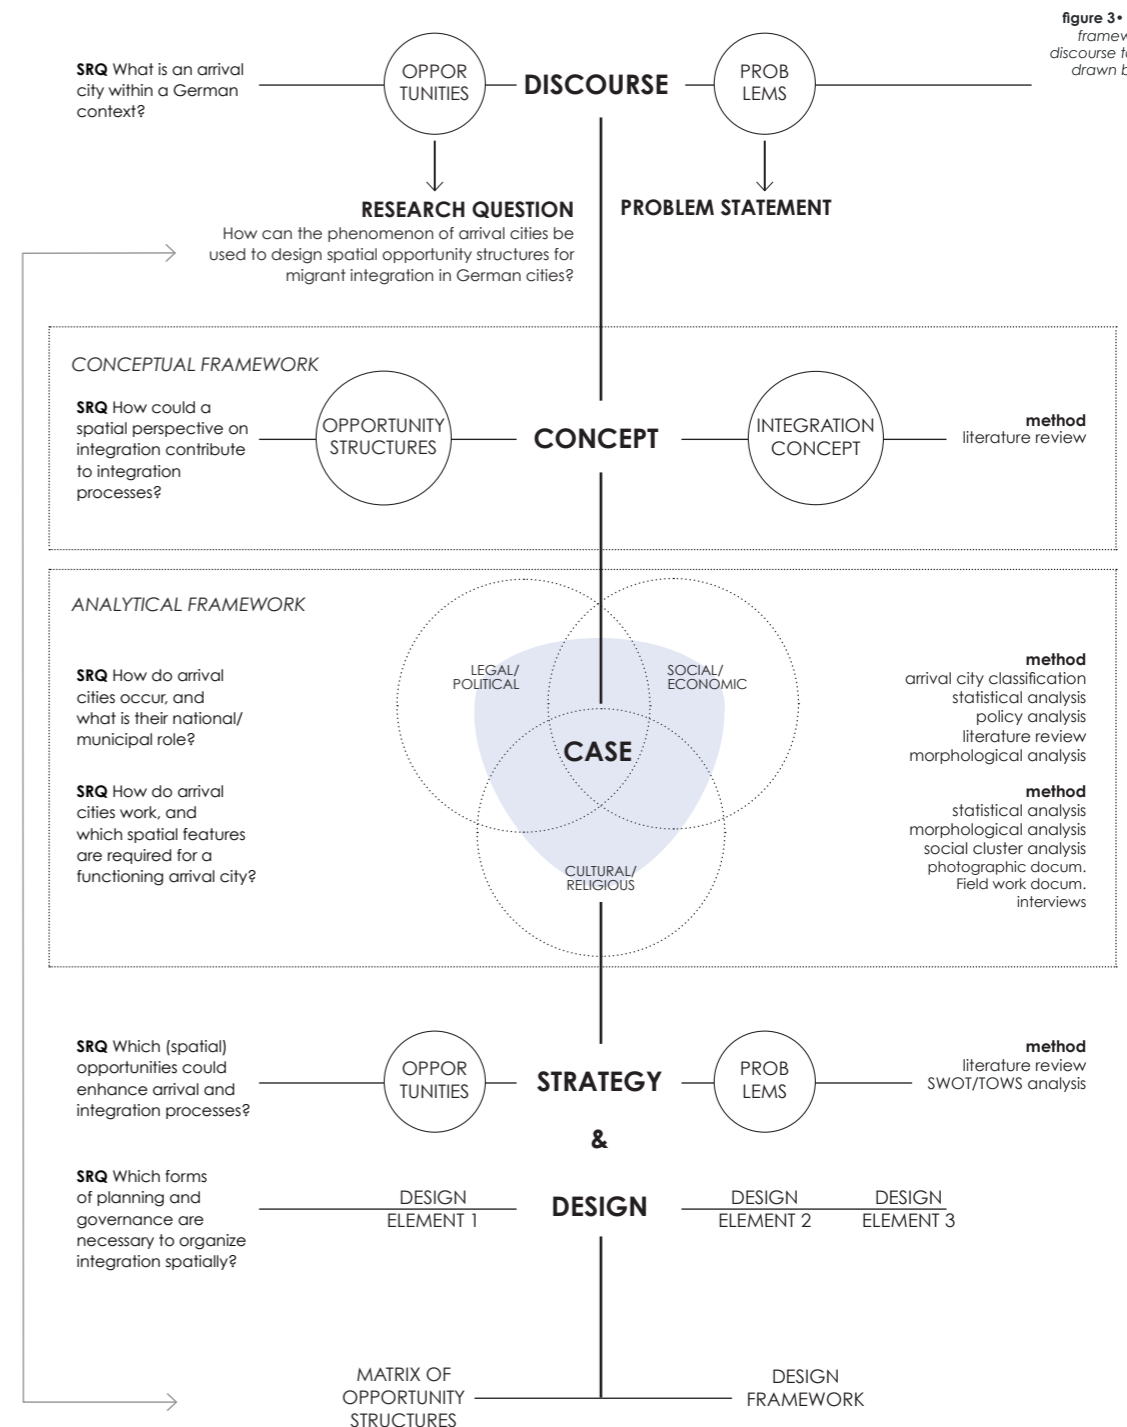 figure 3•
framew
discourse to
drawn b
SRQ What is an arrival
city within a German
context?
OPPOR
TUNITIES
DISCOURSE
PROB
LEMS
RESEARCH QUESTION
How can the phenomenon of arrival cities be
used to design spatial opportunity structures for
migrant integration in German cities?
PROBLEM STATEMENT
CONCEPTUAL FRAMEWORK
SRQ How could a
spatial perspective on
integration contribute
to integration
processes?
OPPORTUNITY
STRUCTURES
CONCEPT
INTEGRATION
CONCEPT
method
literature review
ANALYTICAL FRAMEWORK
SRQ How do arrival
cities occur, and
what is their national/
municipal role?
SRQ How do arrival
cities work, and
which spatial features
are required for a
functioning arrival city?
LEGAL/
POLITICAL
SOCIAL/
ECONOMIC
CASE
CULTURAL/
RELIGIOUS
method
arrival city classification
statistical analysis
policy analysis
literature review
morphological analysis
method
statistical analysis
morphological analysis
social cluster analysis
photographic docum.
Field work docum.
interviews
SRQ Which (spatial)
opportunities could
enhance arrival and
integration processes?
OPPOR
TUNITIES
STRATEGY
PROB
LEMS
method
literature review
SWOT/TOWS analysis
&
SRQ Which forms
of planning and
governance are
necessary to organize
integration spatially?
DESIGN
ELEMENT 1
DESIGN
DESIGN
ELEMENT 2
DESIGN
ELEMENT 3
MATRIX OF
OPPORTUNITY
STRUCTURES
DESIGN
FRAMEWORK